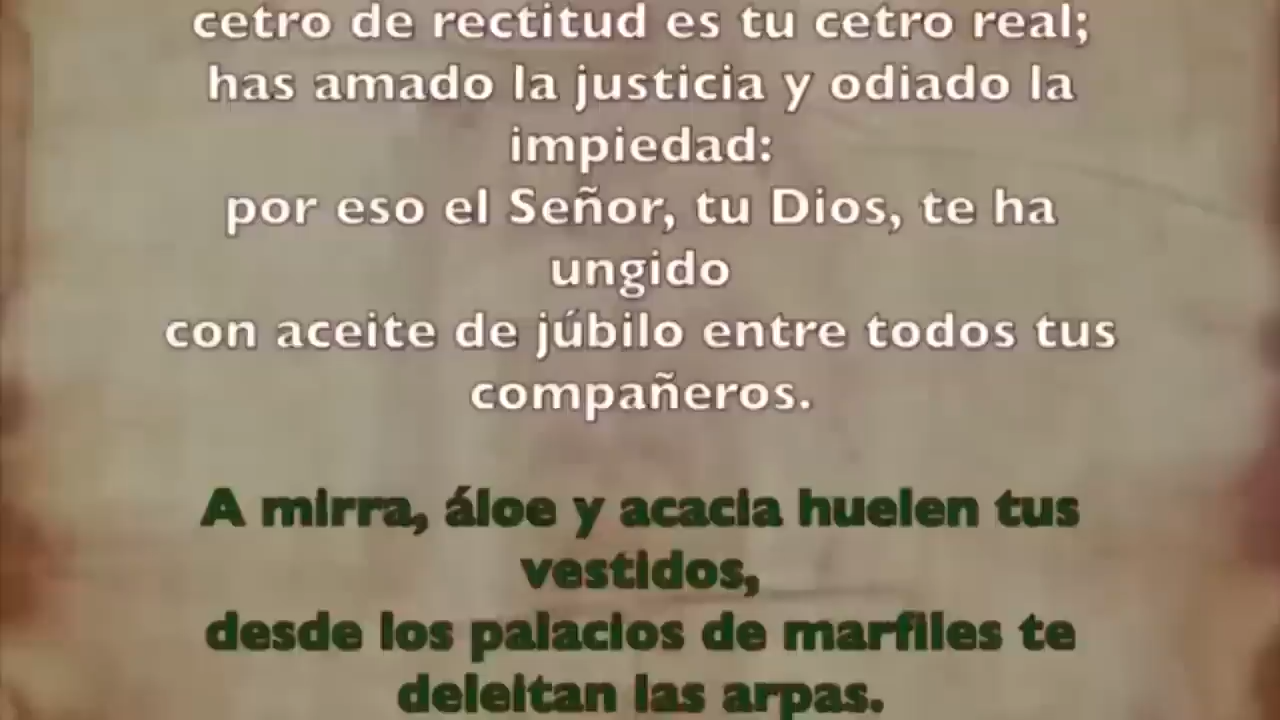 cetro de rectitud es tu cetro real;
has amado la justicia y odiado la
impiedad:
por eso el Señor, tu Dios, te ha
ungido
con aceite de júbilo entre todos tus
compañeros.
A mirra, áloe y acacia huelen tus
vestidos,
desde los palacios de marfiles te
deleitan las arpas.